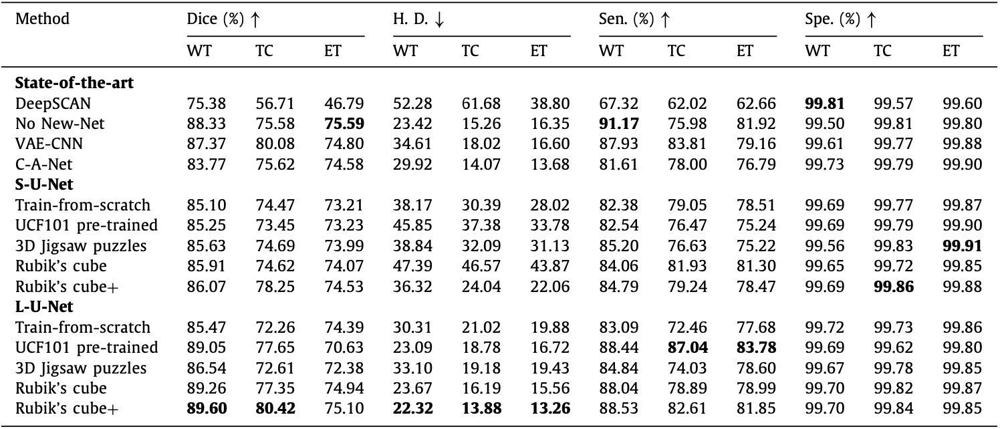 Method Dice (%) ↑ H. D. ↓ Sen. (%) ↑ Spe. (%) ↑
WT TC ET WT TC ET WT TC ET WT TC ET
State-of-the-art
DeepSCAN 75.38 56.71 46.79 52.28 61.68 38.80 67.32 62.02 62.66 99.81 99.57 99.60
No New-Net 88.33 75.58 75.59 23.42 15.26 16.35 91.17 75.98 81.92 99.50 99.81 99.80
VAE-CNN 87.37 80.08 74.80 34.61 18.02 16.60 87.93 83.81 79.16 99.61 99.77 99.88
C-A-Net 83.77 75.62 74.58 29.92 14.07 13.68 81.61 78.00 76.79 99.73 99.79 99.90
S-U-Net
Train-from-scratch 85.10 74.47 73.21 38.17 30.39 28.02 82.38 79.05 78.51 99.69 99.77 99.87
UCF101 pre-trained 85.25 73.45 73.23 45.85 37.38 33.78 82.54 76.47 75.24 99.69 99.79 99.90
3D Jigsaw puzzles 85.63 74.69 73.99 38.84 32.09 31.13 85.20 76.63 75.22 99.56 99.83 99.91
Rubik's cube 85.91 74.62 74.07 47.39 46.57 43.87 84.06 81.93 81.30 99.65 99.72 99.85
Rubik's cube+ 86.07 78.25 74.53 36.32 24.04 22.06 84.79 79.24 78.47 99.69 99.86 99.88
L-U-Net
Train-from-scratch 85.47 72.26 74.39 30.31 21.02 19.88 83.09 72.46 77.68 99.72 99.73 99.86
UCF101 pre-trained 89.05 77.65 70.63 23.09 18.78 16.72 88.44 87.04 83.78 99.69 99.62 99.80
3D Jigsaw puzzles 86.54 72.61 72.38 33.10 19.18 19.43 84.84 74.03 78.60 99.67 99.78 99.85
Rubik's cube 89.26 77.35 74.94 23.67 16.19 15.56 88.04 78.89 78.99 99.70 99.82 99.87
Rubik's cube+ 89.60 80.42 75.10 22.32 13.88 13.26 88.53 82.61 81.85 99.70 99.84 99.85